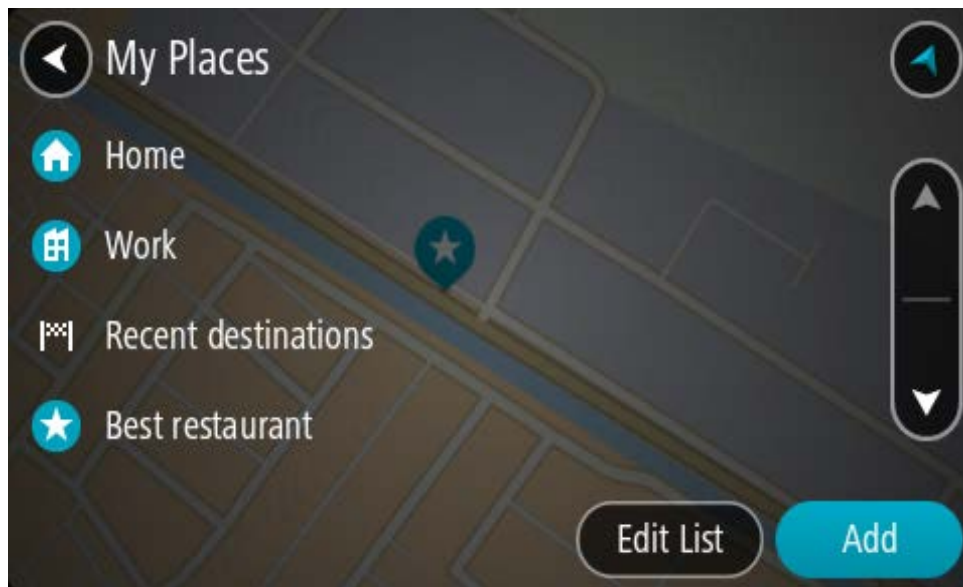 My Places
Home
Work
Recent destinations
Best restaurant
Edit List
Add